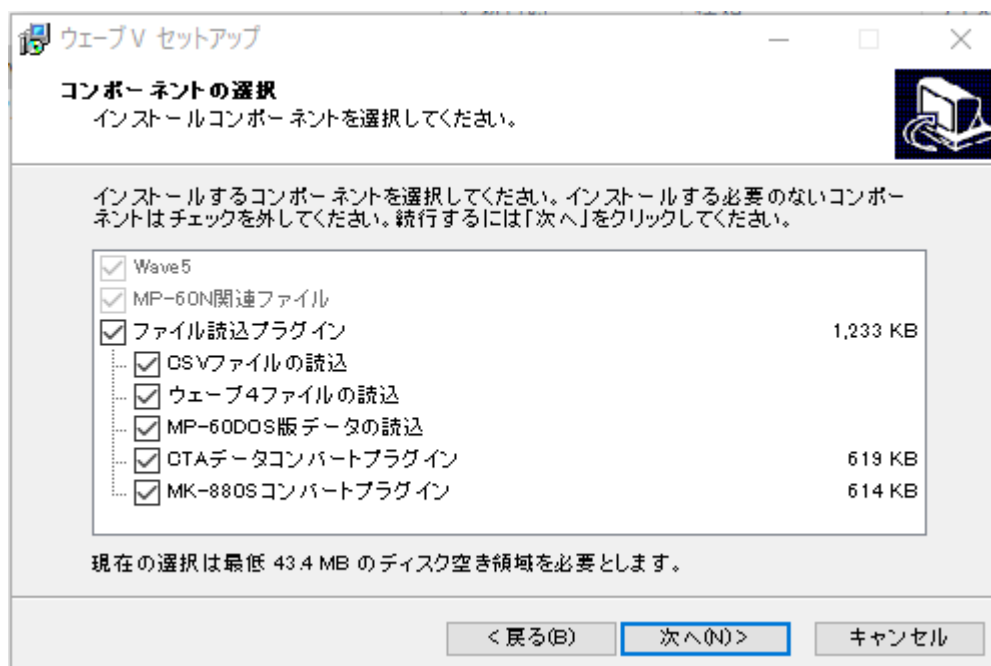 ウェーブV セットアップ
コンポーネントの選択
インストールコンポーネントを選択してください。
インストールするコンポーネントを選択してください。インストールする必要のないコンポー
ネントはチェックを外してください。続行するには「次へ」をクリックしてください。
Wave5
MP-60N関連ファイル
ファイル読込プラグイン 1,233 KB
CSVファイルの読込
ウェーブ4ファイルの読込
MP-60DOS版データの読込
CTAデータコンバートプラグイン 619 KB
MK-880Sコンバートプラグイン 614 KB
現在の選択は最低 43.4 MB のディスク空き領域を必要とします。
< 戻る(B) 次へ(N) > キャンセル